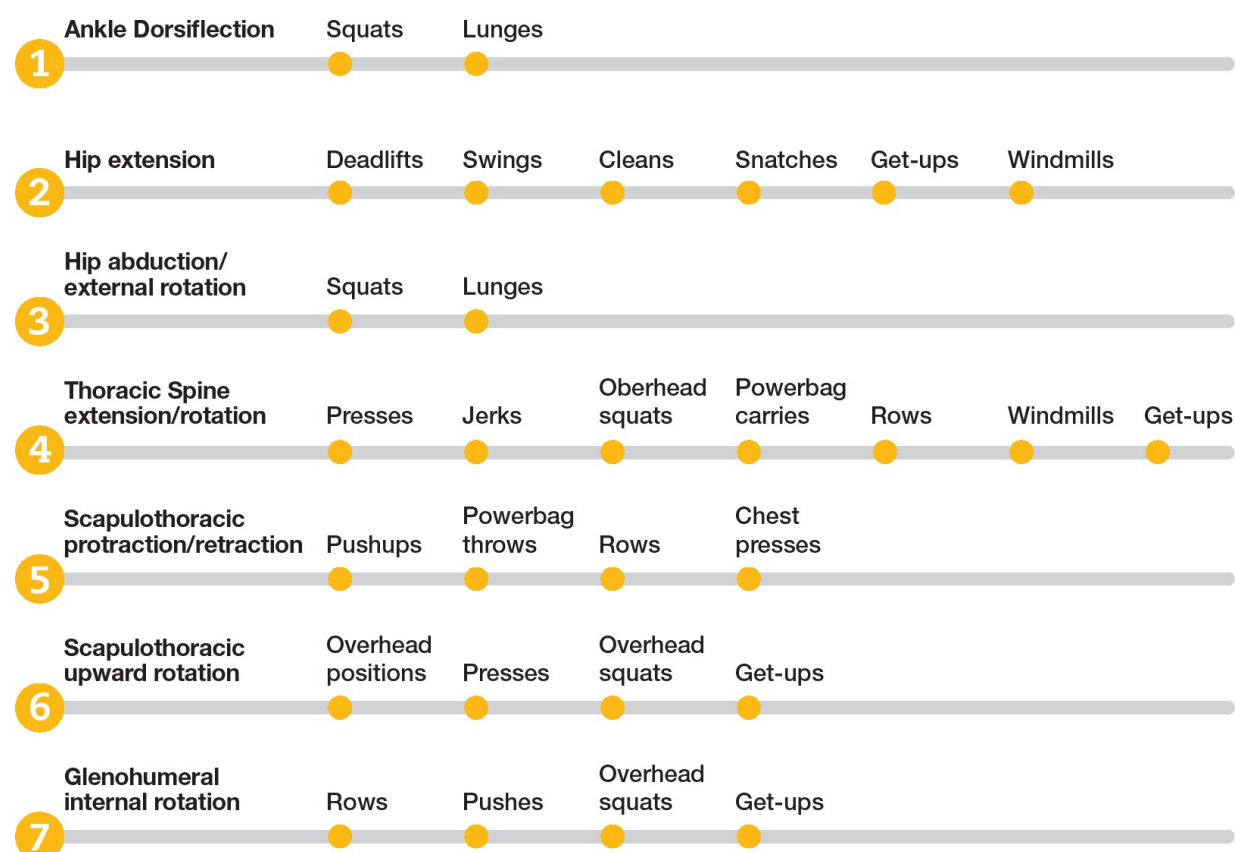 Ankle Dorsiflection Squats Lunges
1
Hip extension Deadlifts Swings Cleans Snatches Get-ups Windmills
2
Hip abduction/
external rotation Squats Lunges
3
Thoracic Spine Oberhead Powerbag
extension/rotation Presses Jerks squats carries Rows Windmills Get-ups
4
Scapulothoracic Powerbag Chest
protraction/retraction Pushups throws Rows presses
5
Scapulothoracic Overhead Overhead
upward rotation positions Presses squats Get-ups
6
Glenohumeral Overhead
internal rotation Rows Pushes squats Get-ups
7